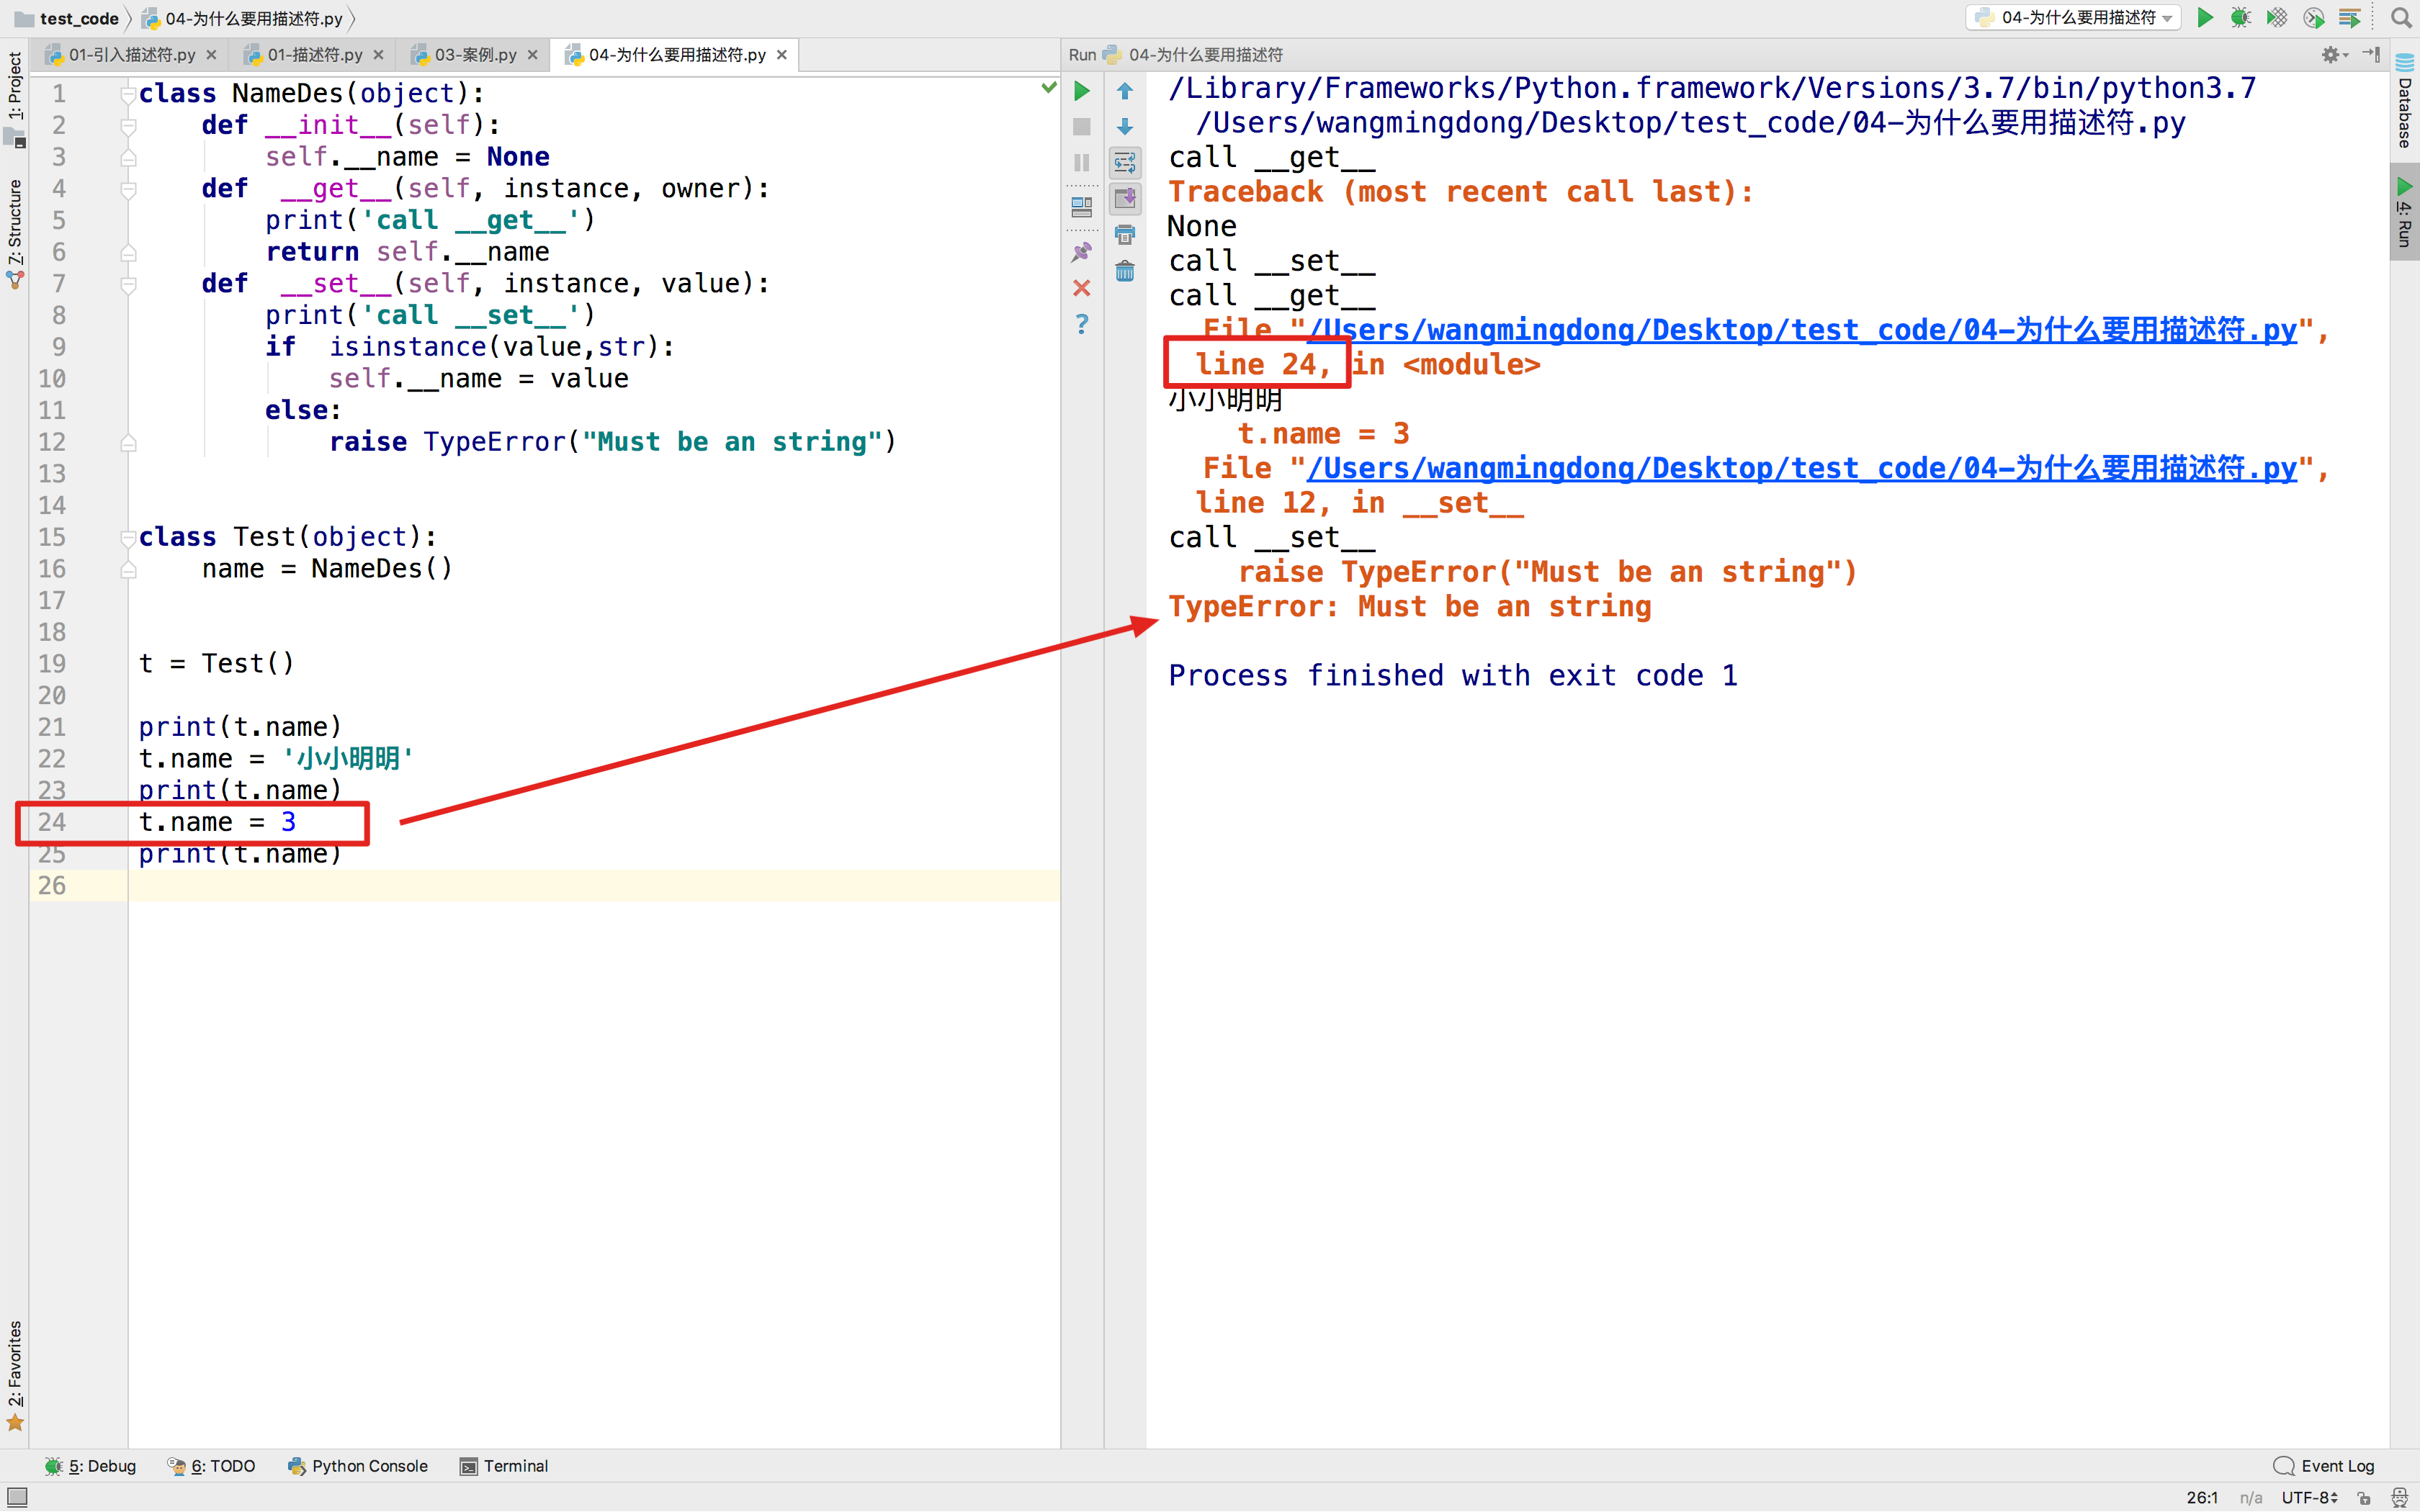 test_code 04-为什么要用描述符.py
04-为什么要用描述符
01-引入描述符.py
01-描述符.py
03-案例.py
04-为什么要用描述符.py
Run 04-为什么要用描述符
1: Project
7: Structure
2: Favorites
Database
4: Run
1 class NameDes(object):
2     def __init__(self):
3         self.__name = None
4     def  __get__(self, instance, owner):
5         print('call __get__')
6         return self.__name
7     def  __set__(self, instance, value):
8         print('call __set__')
9         if  isinstance(value,str):
10             self.__name = value
11         else:
12             raise TypeError("Must be an string")
13
14
15 class Test(object):
16     name = NameDes()
17
18
19 t = Test()
20
21 print(t.name)
22 t.name = '小小明明'
23 print(t.name)
24 t.name = 3
25 print(t.name)
26
/Library/Frameworks/Python.framework/Versions/3.7/bin/python3.7
/Users/wangmingdong/Desktop/test_code/04-为什么要用描述符.py
call __get__
Traceback (most recent call last):
None
call __set__
call __get__
  File "/Users/wangmingdong/Desktop/test_code/04-为什么要用描述符.py",
line 24, in <module>
小小明明
    t.name = 3
  File "/Users/wangmingdong/Desktop/test_code/04-为什么要用描述符.py",
line 12, in __set__
call __set__
    raise TypeError("Must be an string")
TypeError: Must be an string
Process finished with exit code 1
5: Debug 6: TODO Python Console Terminal Event Log
26:1 n/a UTF-8